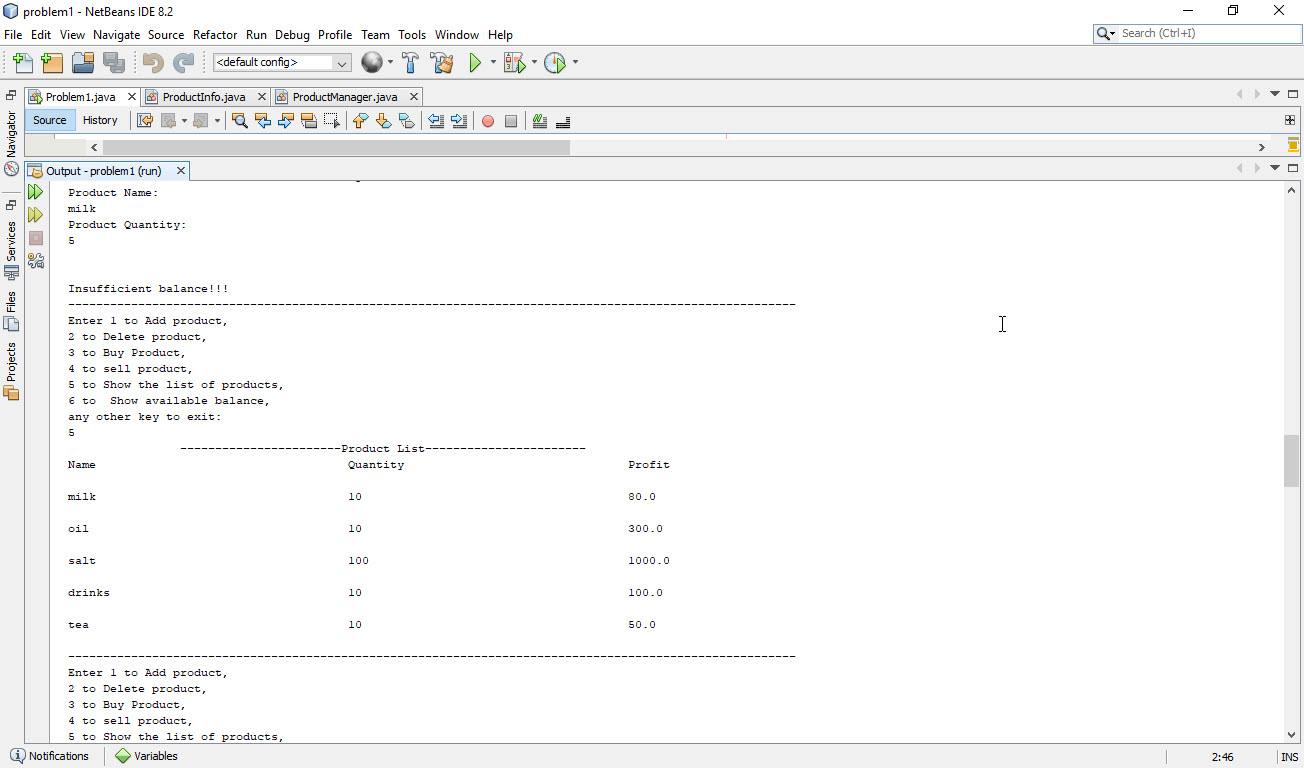 problem1 - NetBeans IDE 8.2
File Edit View Navigate Source Refactor Run Debug Profile Team Tools Window Help
Search (Ctrl+I)
<default config>
Problem1.java ProductInfo.java ProductManager.java
Source History
Navigator
Services
Files
Projects
Output - problem1 (run)
Product Name:
milk
Product Quantity:
5
Insufficient balance!!!
--------------------------------------------------------------------------------------------------------
Enter 1 to Add product,
2 to Delete product,
3 to Buy Product,
4 to sell product,
5 to Show the list of products,
6 to  Show available balance,
any other key to exit:
5
-----------------------Product List-----------------------
Name Quantity Profit
milk 10 80.0
oil 10 300.0
salt 100 1000.0
drinks 10 100.0
tea 10 50.0
--------------------------------------------------------------------------------------------------------
Enter 1 to Add product,
2 to Delete product,
3 to Buy Product,
4 to sell product,
5 to Show the list of products,
Notifications Variables 2:46 INS